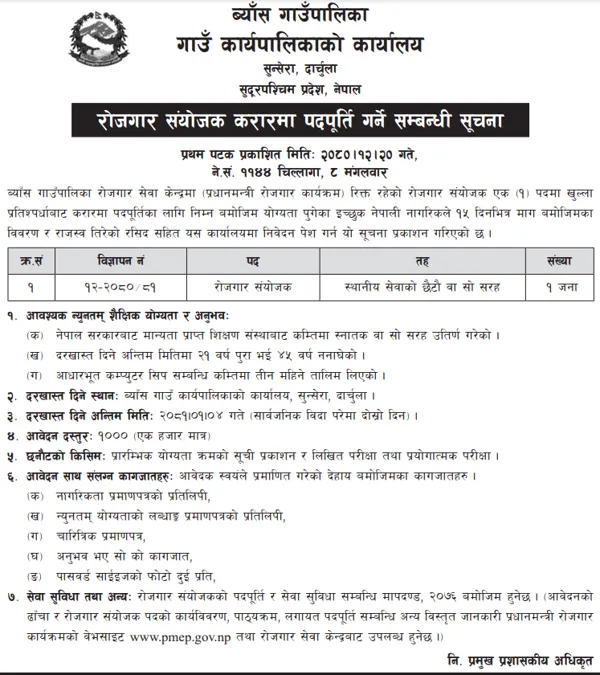 ब्याँस गाउँपालिका
गाउँ कार्यपालिकाको कार्यालय
सुन्सेरा, दार्चुला
सुदूरपश्चिम प्रदेश, नेपाल
रोजगार संयोजक करारमा पदपूर्ति गर्ने सम्बन्धी सूचना
प्रथम पटक प्रकाशित मितिः २०८०।१२।२० गते,
ने.सं. ११४४ चिल्लागा, ८ मंगलवार
ब्याँस गाउँपालिका रोजगार सेवा केन्द्रमा (प्रधानमन्त्री रोजगार कार्यक्रम) रिक्त रहेको रोजगार संयोजक एक (१) पदमा खुल्ला
प्रतिश्पर्धाबाट करारमा पदपूर्तिका लागि निम्न बमोजिम योग्यता पुगेका इच्छुक नेपाली नागरिकले १५ दिनभित्र माग बमोजिमका
विवरण र राजस्व तिरेको रसिद सहित यस कार्यालयमा निवेदन पेश गर्न यो सूचना प्रकाशन गरिएको छ ।
क्र.सं विज्ञापन नं पद तह संख्या
१ १२-२०८०/८१ रोजगार संयोजक स्थानीय सेवाको छैटौ वा सो सरह १ जना
१. आवश्यक न्युनतम् शैक्षिक योग्यता र अनुभवः
(क) नेपाल सरकारबाट मान्यता प्राप्त शिक्षण संस्थाबाट कम्तिमा स्नातक वा सो सरह उतिर्ण गरेको ।
(ख) दरखास्त दिने अन्तिम मितिमा २१ वर्ष पुरा भई ४५ वर्ष ननाघेको ।
(ग) आधारभूत कम्प्युटर सिप सम्बन्धि कम्तिमा तीन महिने तालिम लिएको ।
२. दरखास्त दिने स्थानः ब्याँस गाउँ कार्यपालिकाको कार्यालय, सुन्सेरा, दार्चुला ।
३. दरखास्त दिने अन्तिम मितिः २०८१।०१।०४ गते (सार्वजनिक विदा परेमा दोस्रो दिन) ।
४. आवेदन दस्तुरः १००० (एक हजार मात्र)
५. छनौटको किसिमः प्रारम्भिक योग्यता क्रमको सूची प्रकाशन र लिखित परीक्षा तथा प्रयोगात्मक परीक्षा ।
६. आवेदन साथ संलग्न कागजातहरुः आवेदक स्वयंले प्रमाणित गरेको देहाय बमोजिमका कागजातहरु ।
(क) नागरिकता प्रमाणपत्रको प्रतिलिपी,
(ख) न्युनतम् योग्यताको लब्धाङ्क प्रमाणपत्रको प्रतिलिपी,
(ग) चारित्रिक प्रमाणपत्र,
(घ) अनुभव भए सो को कागजात,
(ङ) पासवर्ड साईइजको फोटो दुई प्रति,
७. सेवा सुविधा तथा अन्यः रोजगार संयोजकको पदपूर्ति र सेवा सुविधा सम्बन्धि मापदण्ड, २०७६ बमोजिम हुनेछ । (आवेदनको
ढाँचा र रोजगार संयोजक पदको कार्यविवरण, पाठ्यक्रम, लगायत पदपूर्ति सम्बन्धि अन्य विस्तृत जानकारी प्रधानमन्त्री रोजगार
कार्यक्रमको वेभसाइट www.pmep.gov.np तथा रोजगार सेवा केन्द्रबाट उपलब्ध हुनेछ ।)
नि. प्रमुख प्रशासकीय अधिकृत